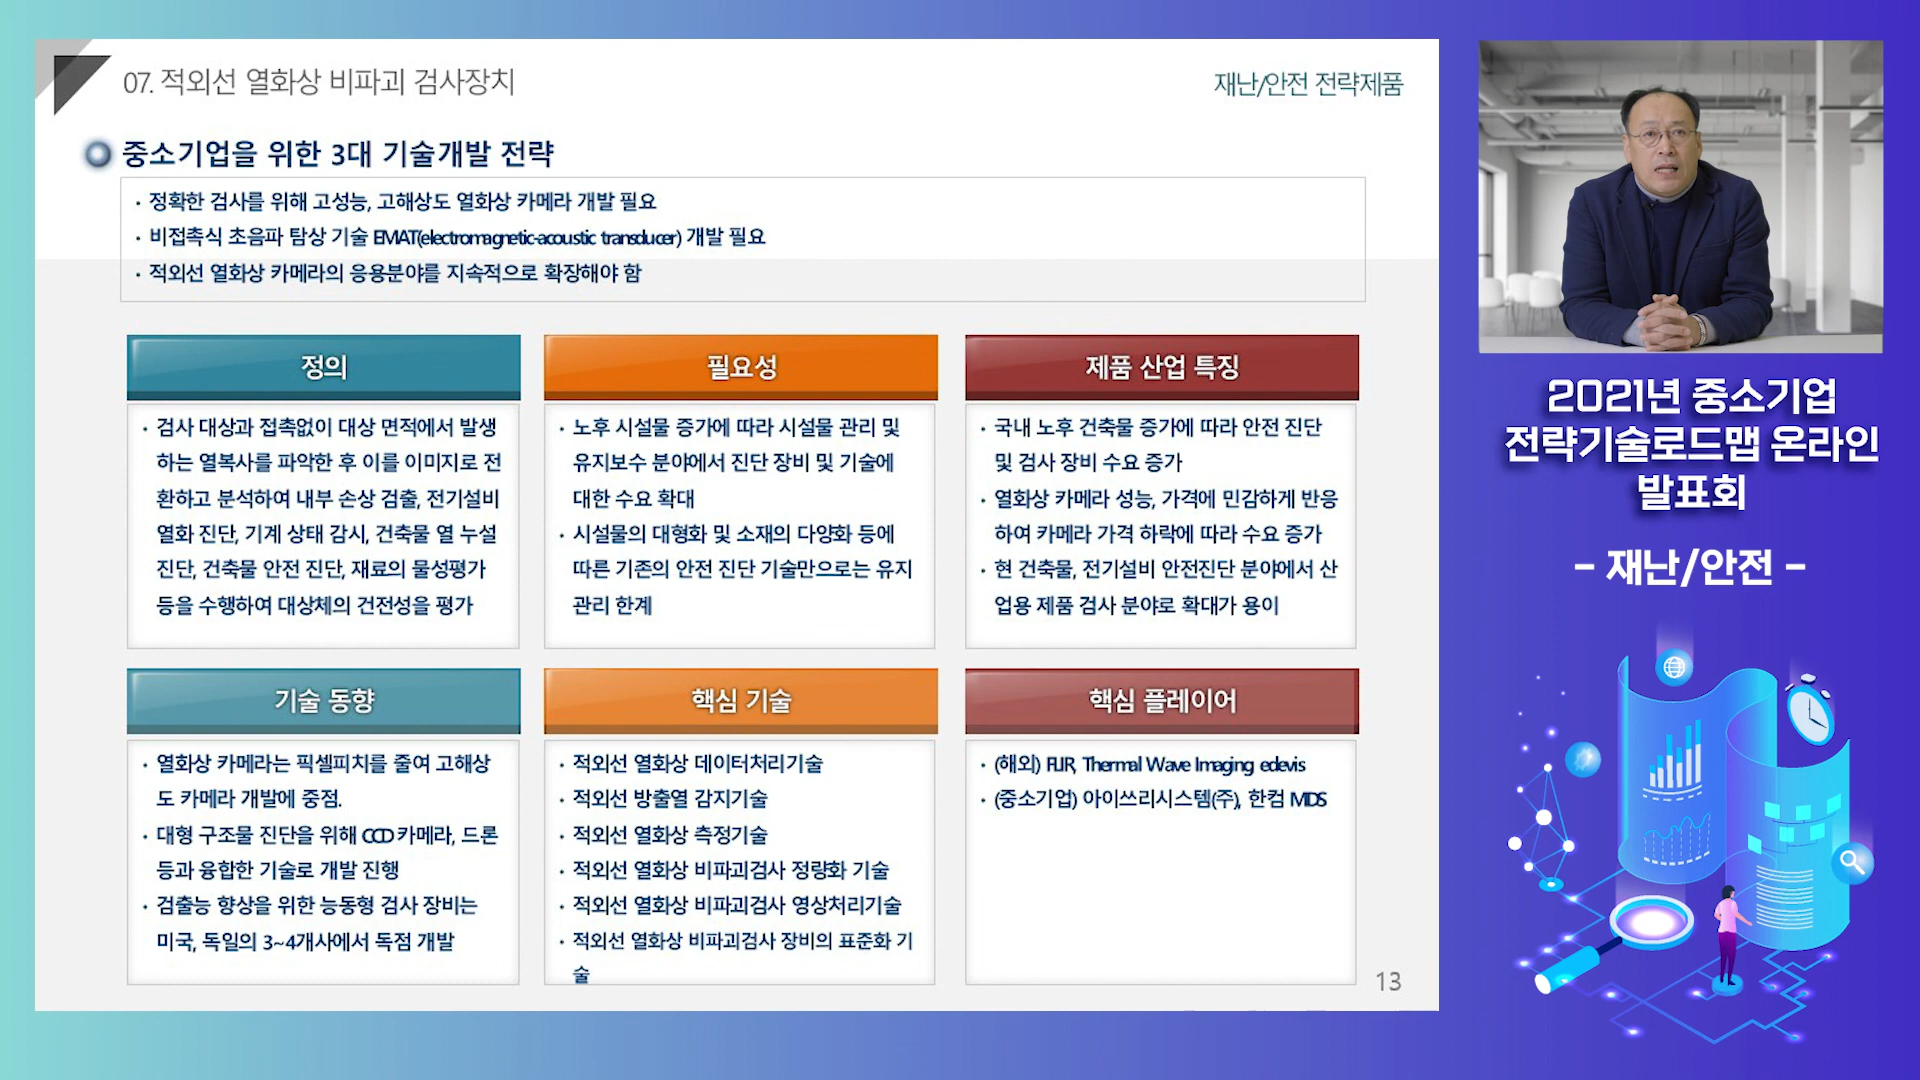 07. 적외선 열화상 비파괴 검사장치
재난/안전 전략제품
중소기업을 위한 3대 기술개발 전략
· 정확한 검사를 위해 고성능, 고해상도 열화상 카메라 개발 필요
· 비접촉식 초음파 탐상 기술 EMAT(electromagnetic-acoustic transducer) 개발 필요
· 적외선 열화상 카메라의 응용분야를 지속적으로 확장해야 함
정의
· 검사 대상과 접촉없이 대상 면적에서 발생
하는 열복사를 파악한 후 이를 이미지로 전
환하고 분석하여 내부 손상 검출, 전기설비
열화 진단, 기계 상태 감시, 건축물 열 누설
진단, 건축물 안전 진단, 재료의 물성평가
등을 수행하여 대상체의 건전성을 평가
필요성
· 노후 시설물 증가에 따라 시설물 관리 및
유지보수 분야에서 진단 장비 및 기술에
대한 수요 확대
· 시설물의 대형화 및 소재의 다양화 등에
따른 기존의 안전 진단 기술만으로는 유지
관리 한계
제품 산업 특징
· 국내 노후 건축물 증가에 따라 안전 진단
및 검사 장비 수요 증가
· 열화상 카메라 성능, 가격에 민감하게 반응
하여 카메라 가격 하락에 따라 수요 증가
· 현 건축물, 전기설비 안전진단 분야에서 산
업용 제품 검사 분야로 확대가 용이
기술 동향
· 열화상 카메라는 픽셀피치를 줄여 고해상
도 카메라 개발에 중점.
· 대형 구조물 진단을 위해 CCD 카메라, 드론
등과 융합한 기술로 개발 진행
· 검출능 향상을 위한 능동형 검사 장비는
미국, 독일의 3~4개사에서 독점 개발
핵심 기술
· 적외선 열화상 데이터처리기술
· 적외선 방출열 감지기술
· 적외선 열화상 측정기술
· 적외선 열화상 비파괴검사 정량화 기술
· 적외선 열화상 비파괴검사 영상처리기술
· 적외선 열화상 비파괴검사 장비의 표준화 기
술
핵심 플레이어
· (해외) FLIR, Thermal Wave Imaging edevis
· (중소기업) 아이쓰리시스템(주), 한컴 MDS
13
2021년 중소기업
전략기술로드맵 온라인
발표회
- 재난/안전 -